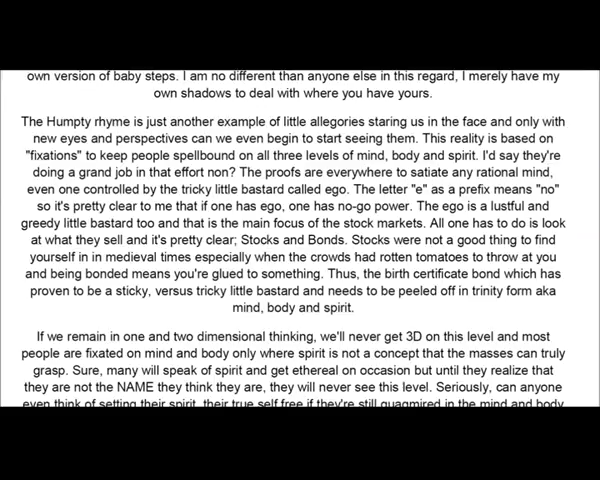 own version of baby steps. I am no different than anyone else in this regard, I merely have my
own shadows to deal with where you have yours.
The Humpty rhyme is just another example of little allegories staring us in the face and only with
new eyes and perspectives can we even begin to start seeing them. This reality is based on
"fixations" to keep people spellbound on all three levels of mind, body and spirit. I'd say they're
doing a grand job in that effort non? The proofs are everywhere to satiate any rational mind,
even one controlled by the tricky little bastard called ego. The letter "e" as a prefix means "no"
so it's pretty clear to me that if one has ego, one has no-go power. The ego is a lustful and
greedy little bastard too and that is the main focus of the stock markets. All one has to do is look
at what they sell and it's pretty clear; Stocks and Bonds. Stocks were not a good thing to find
yourself in in medieval times especially when the crowds had rotten tomatoes to throw at you
and being bonded means you're glued to something. Thus, the birth certificate bond which has
proven to be a sticky, versus tricky little bastard and needs to be peeled off in trinity form aka
mind, body and spirit.
If we remain in one and two dimensional thinking, we'll never get 3D on this level and most
people are fixated on mind and body only where spirit is not a concept that the masses can truly
grasp. Sure, many will speak of spirit and get ethereal on occasion but until they realize that
they are not the NAME they think they are, they will never see this level. Seriously, can anyone
even think of setting their spirit, their true self free if they're still quagmired in the mind and body